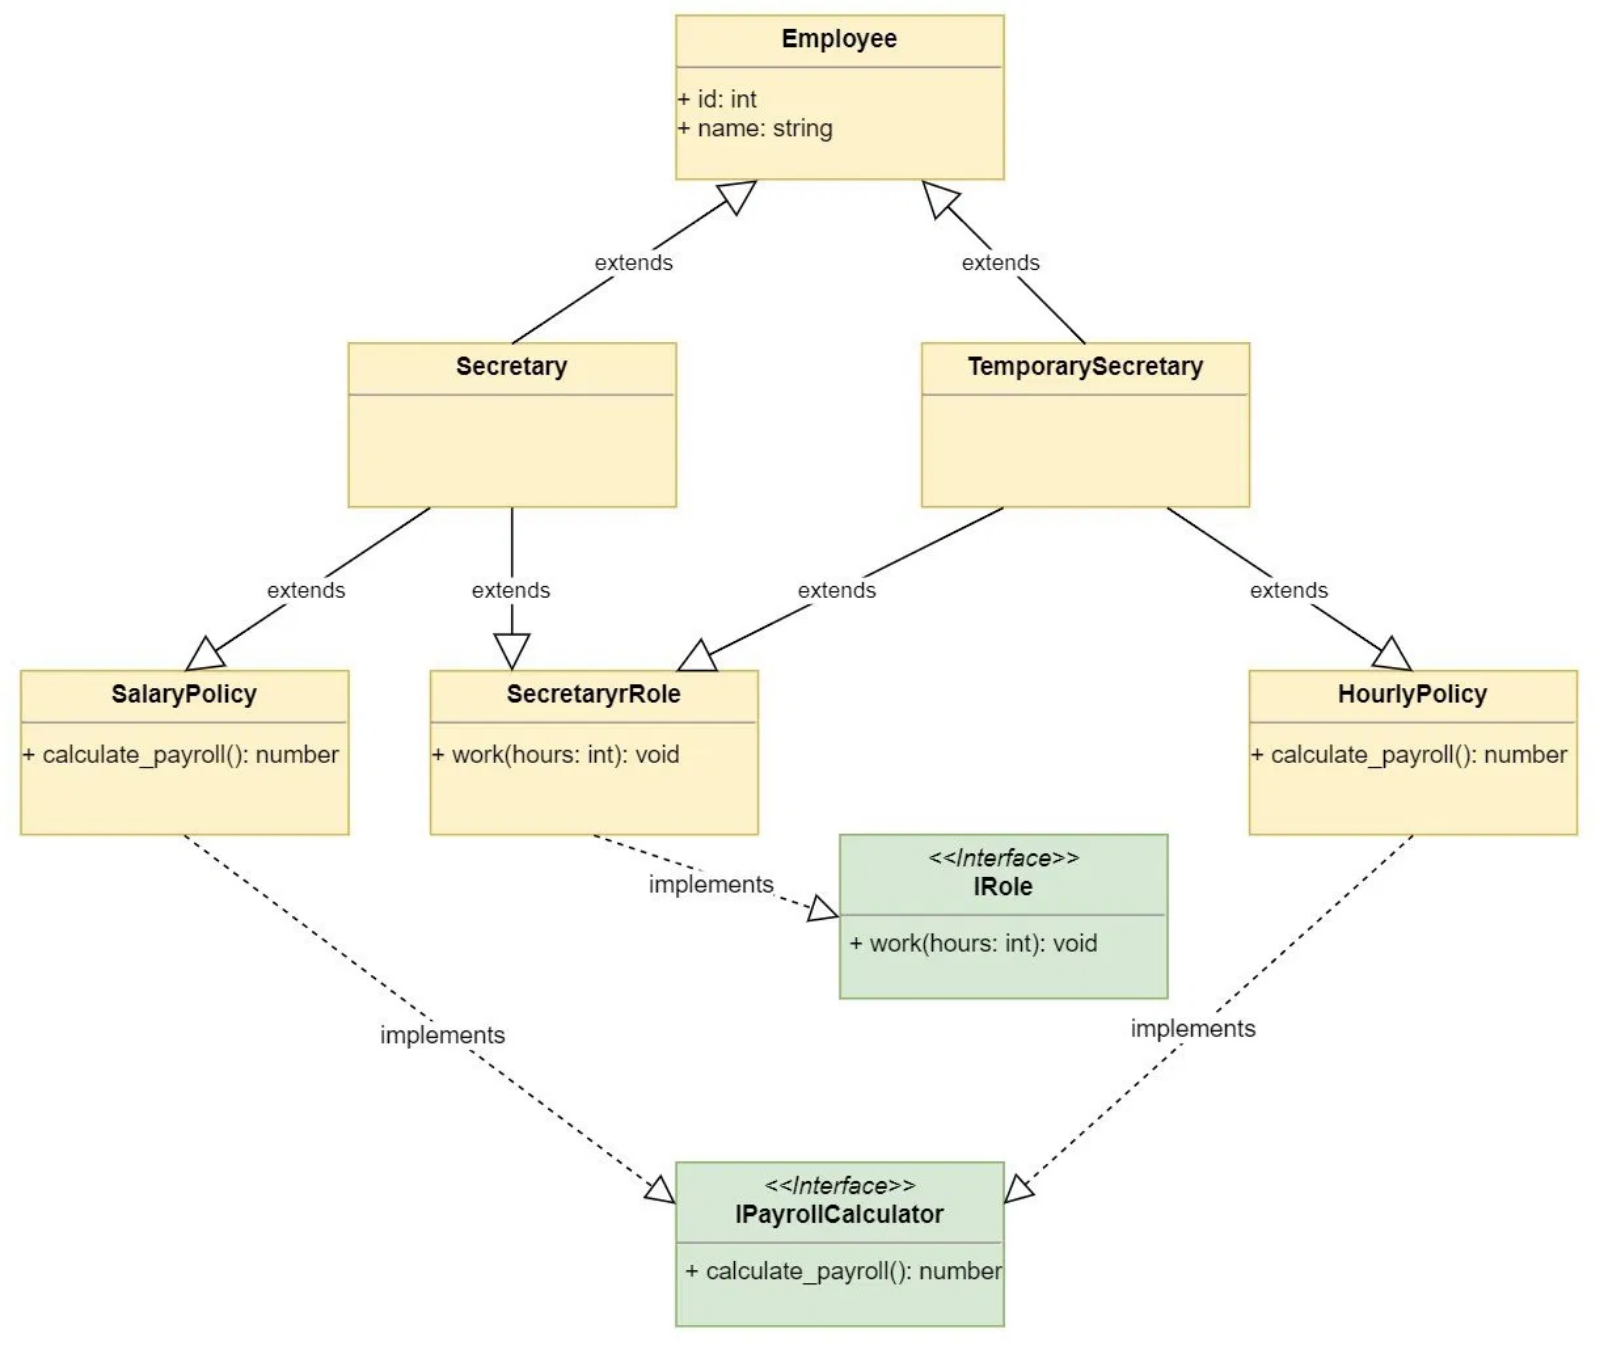 Employee
+ id: int
+ name: string
extends
extends
Secretary
TemporarySecretary
extends
extends
extends
extends
SalaryPolicy
+ calculate_payroll(): number
SecretaryrRole
+ work(hours: int): void
HourlyPolicy
+ calculate_payroll(): number
implements
<<Interface>>
IRole
+ work(hours: int): void
implements
implements
<<Interface>>
IPayrollCalculator
+ calculate_payroll(): number